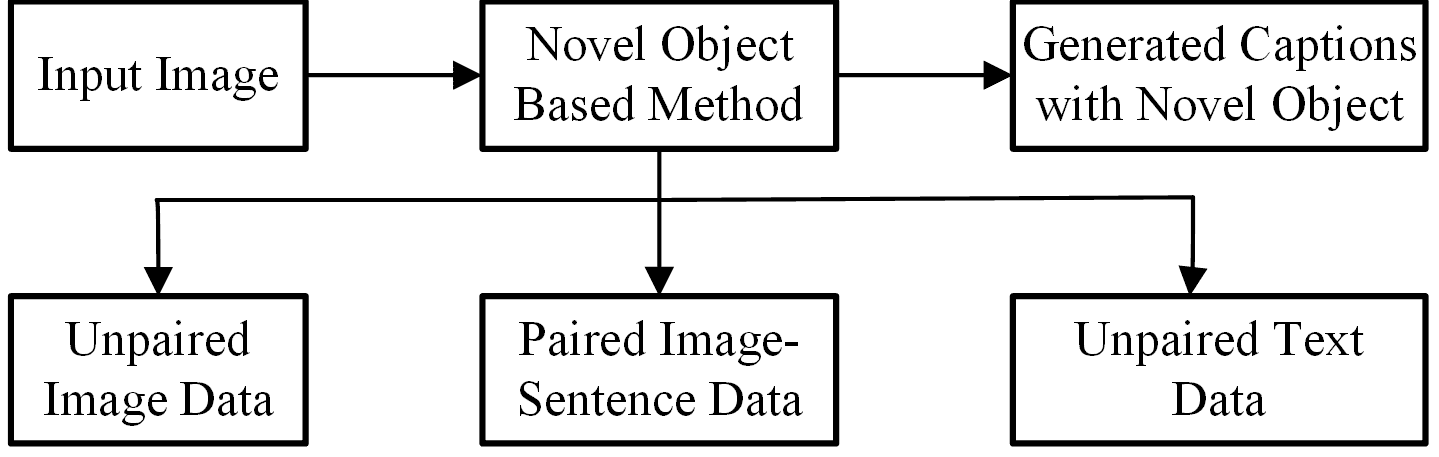 Input Image
Novel Object
Based Method
Generated Captions
with Novel Object
Unpaired
Image Data
Paired Image-
Sentence Data
Unpaired Text
Data